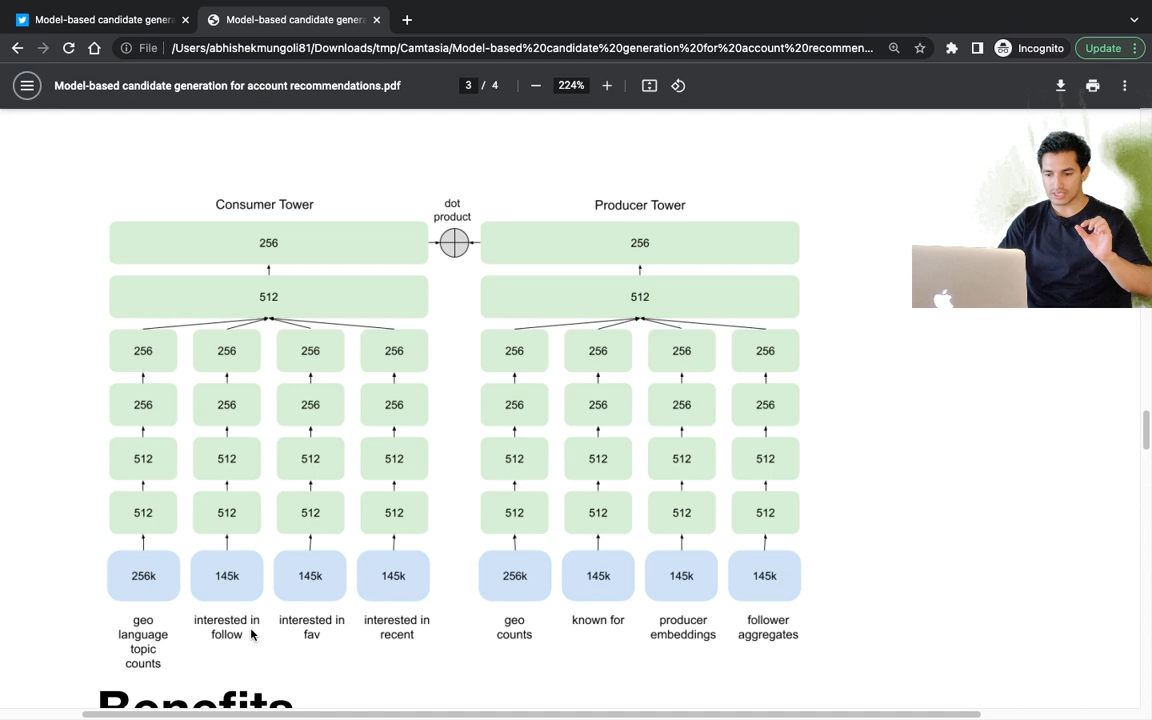 Model-based candidate genera
Model-based candidate genera
File
/Users/abhishekmungoli81/Downloads/tmp/Camtasia/Model-based%20candidate%20generation%20for%20account%20recommen...
Incognito
Update
Model-based candidate generation for account recommendations.pdf
3 / 4
224%
Consumer Tower
dot
product
Producer Tower
256
256
512
512
256 256 256 256 256 256 256 256
256 256 256 256 256 256 256 256
512 512 512 512 512 512 512 512
512 512 512 512 512 512 512 512
256k 145k 145k 145k 256k 145k 145k 145k
geo
language
topic
counts
interested in
follow
interested in
fav
interested in
recent
geo
counts
known for
producer
embeddings
follower
aggregates
Benefits